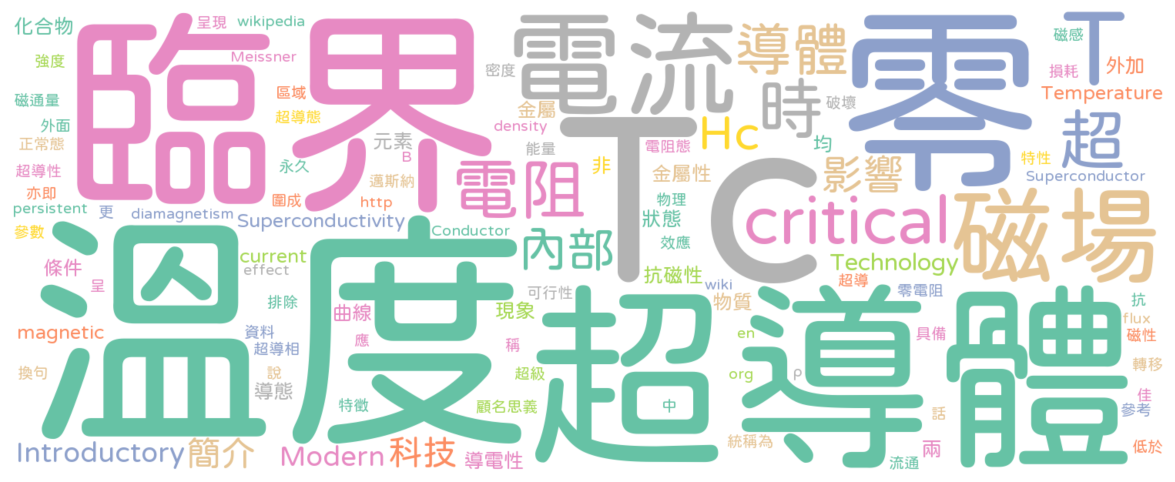 化合物
呈現
wikipedia
臨界
電流
導體
零
T
磁感
強度
Meissner
密度
損耗
外加
磁通量
區域
時
破壞
Temperature
外面
超導態
金屬
density
TC
Hc
超
正常態
元素
能量
電阻態
均
超導性
永久
B
電阻
非
金屬性
影響
特性
Superconductor
亦即
圍成
邁斯納
物理
persistent
更
diamagnetism
http
狀態
critical
磁場
參數
Superconductivity
Conductor
內部
效應
溫度
條件
current
effect
抗磁性
Technology
呈
排除
可行性
wiki
超導
零電阻
抗
magnetic
曲線
現象
物質
flux
資料
應
en
具備
磁性
超導相
稱
超導體
換句
說
超級
org
ρ
轉移
導態
特徵
顧名思義
中
佳
話
參考
Introductory
簡介
Modern
科技
導電性
統稱為
流通
兩
低於